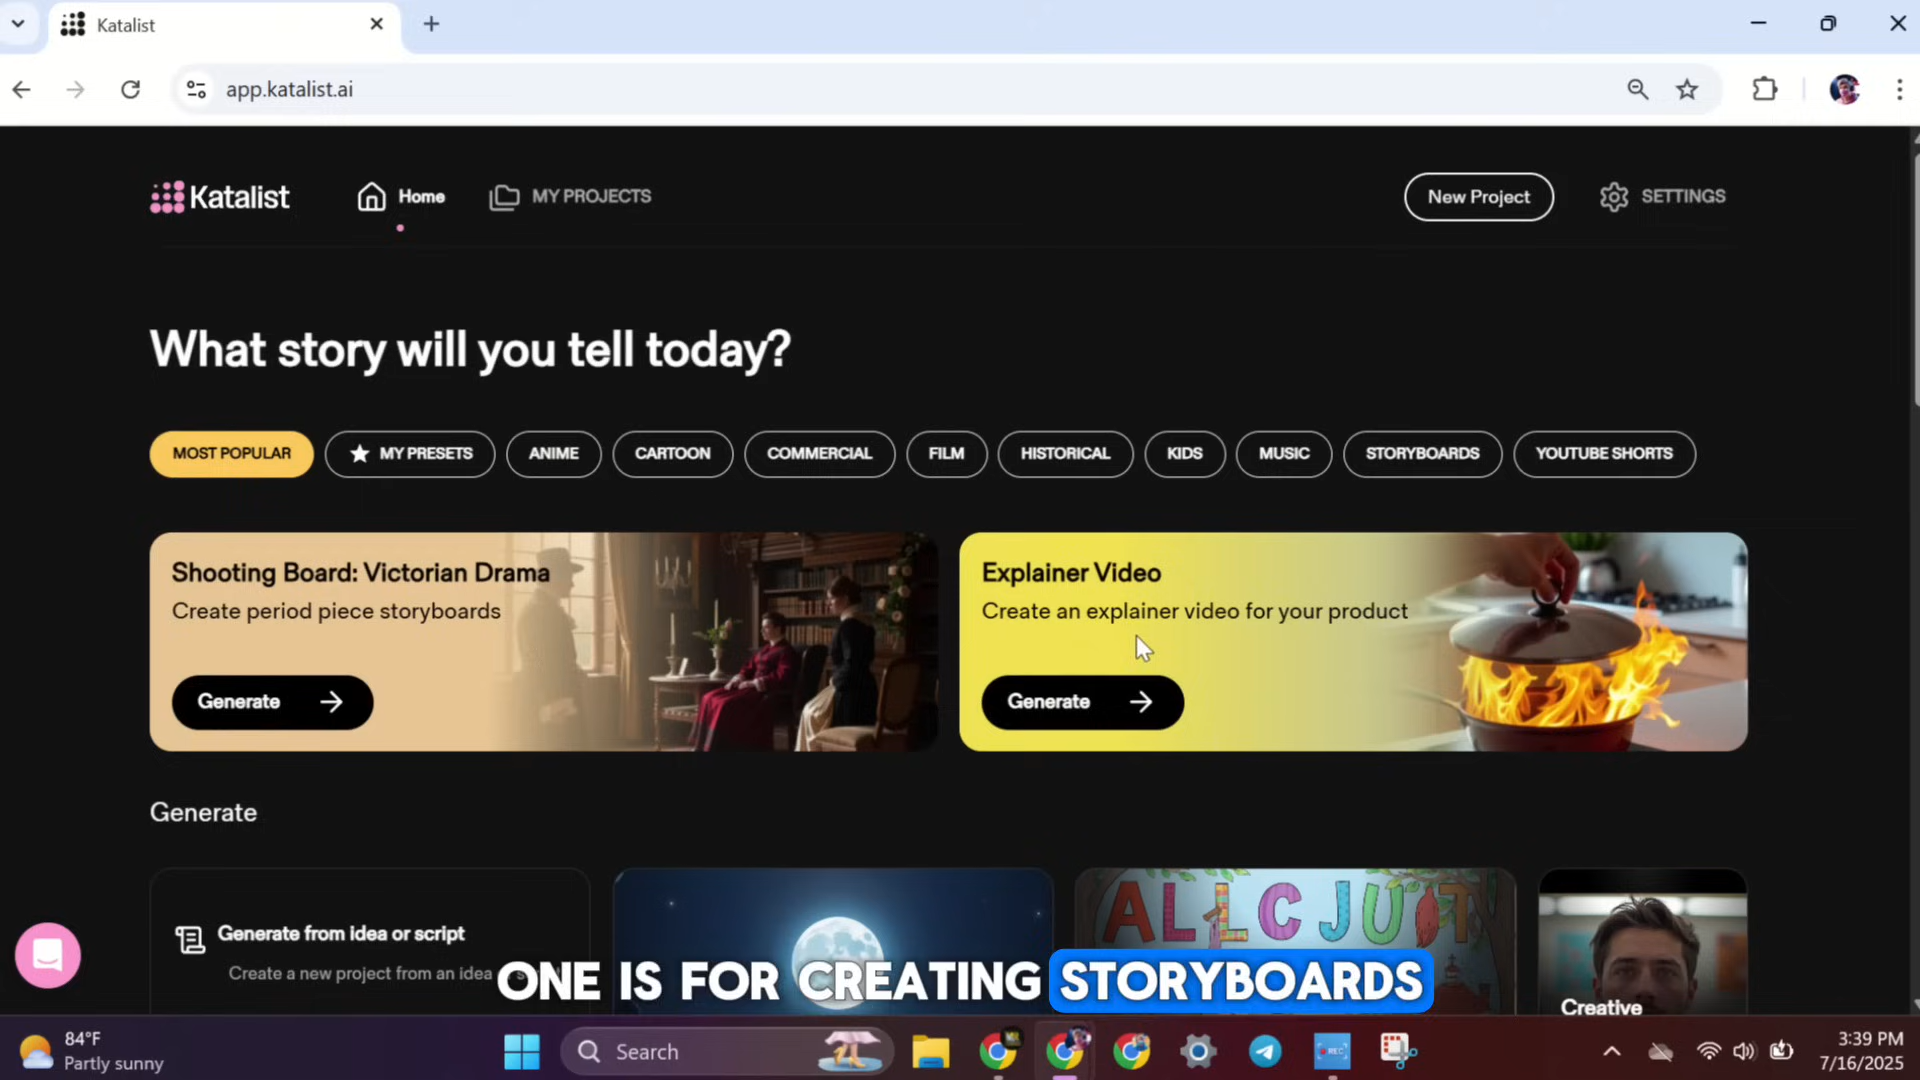 Katalist
app.katalist.ai
Katalist
Home
MY PROJECTS
New Project
SETTINGS
What story will you tell today?
MOST POPULAR
MY PRESETS
ANIME
CARTOON
COMMERCIAL
FILM
HISTORICAL
KIDS
MUSIC
STORYBOARDS
YOUTUBE SHORTS
Shooting Board: Victorian Drama
Create period piece storyboards
Generate
Explainer Video
Create an explainer video for your product
Generate
Generate
Generate from idea or script
Create a new project from an idea
ALLCJUST
Creative
ONE IS FOR CREATING STORYBOARDS
84°F
Partly sunny
Search
REC
3:39 PM
7/16/2025